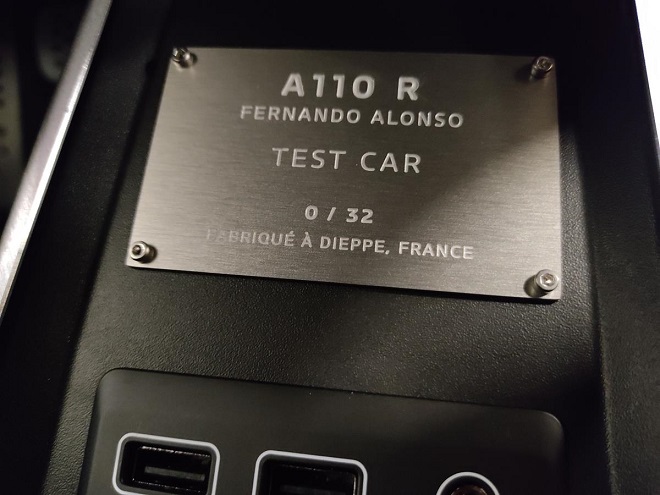 A110 R
FERNANDO ALONSO
TEST CAR
0 / 32
FABRIQUÉ À DIEPPE, FRANCE